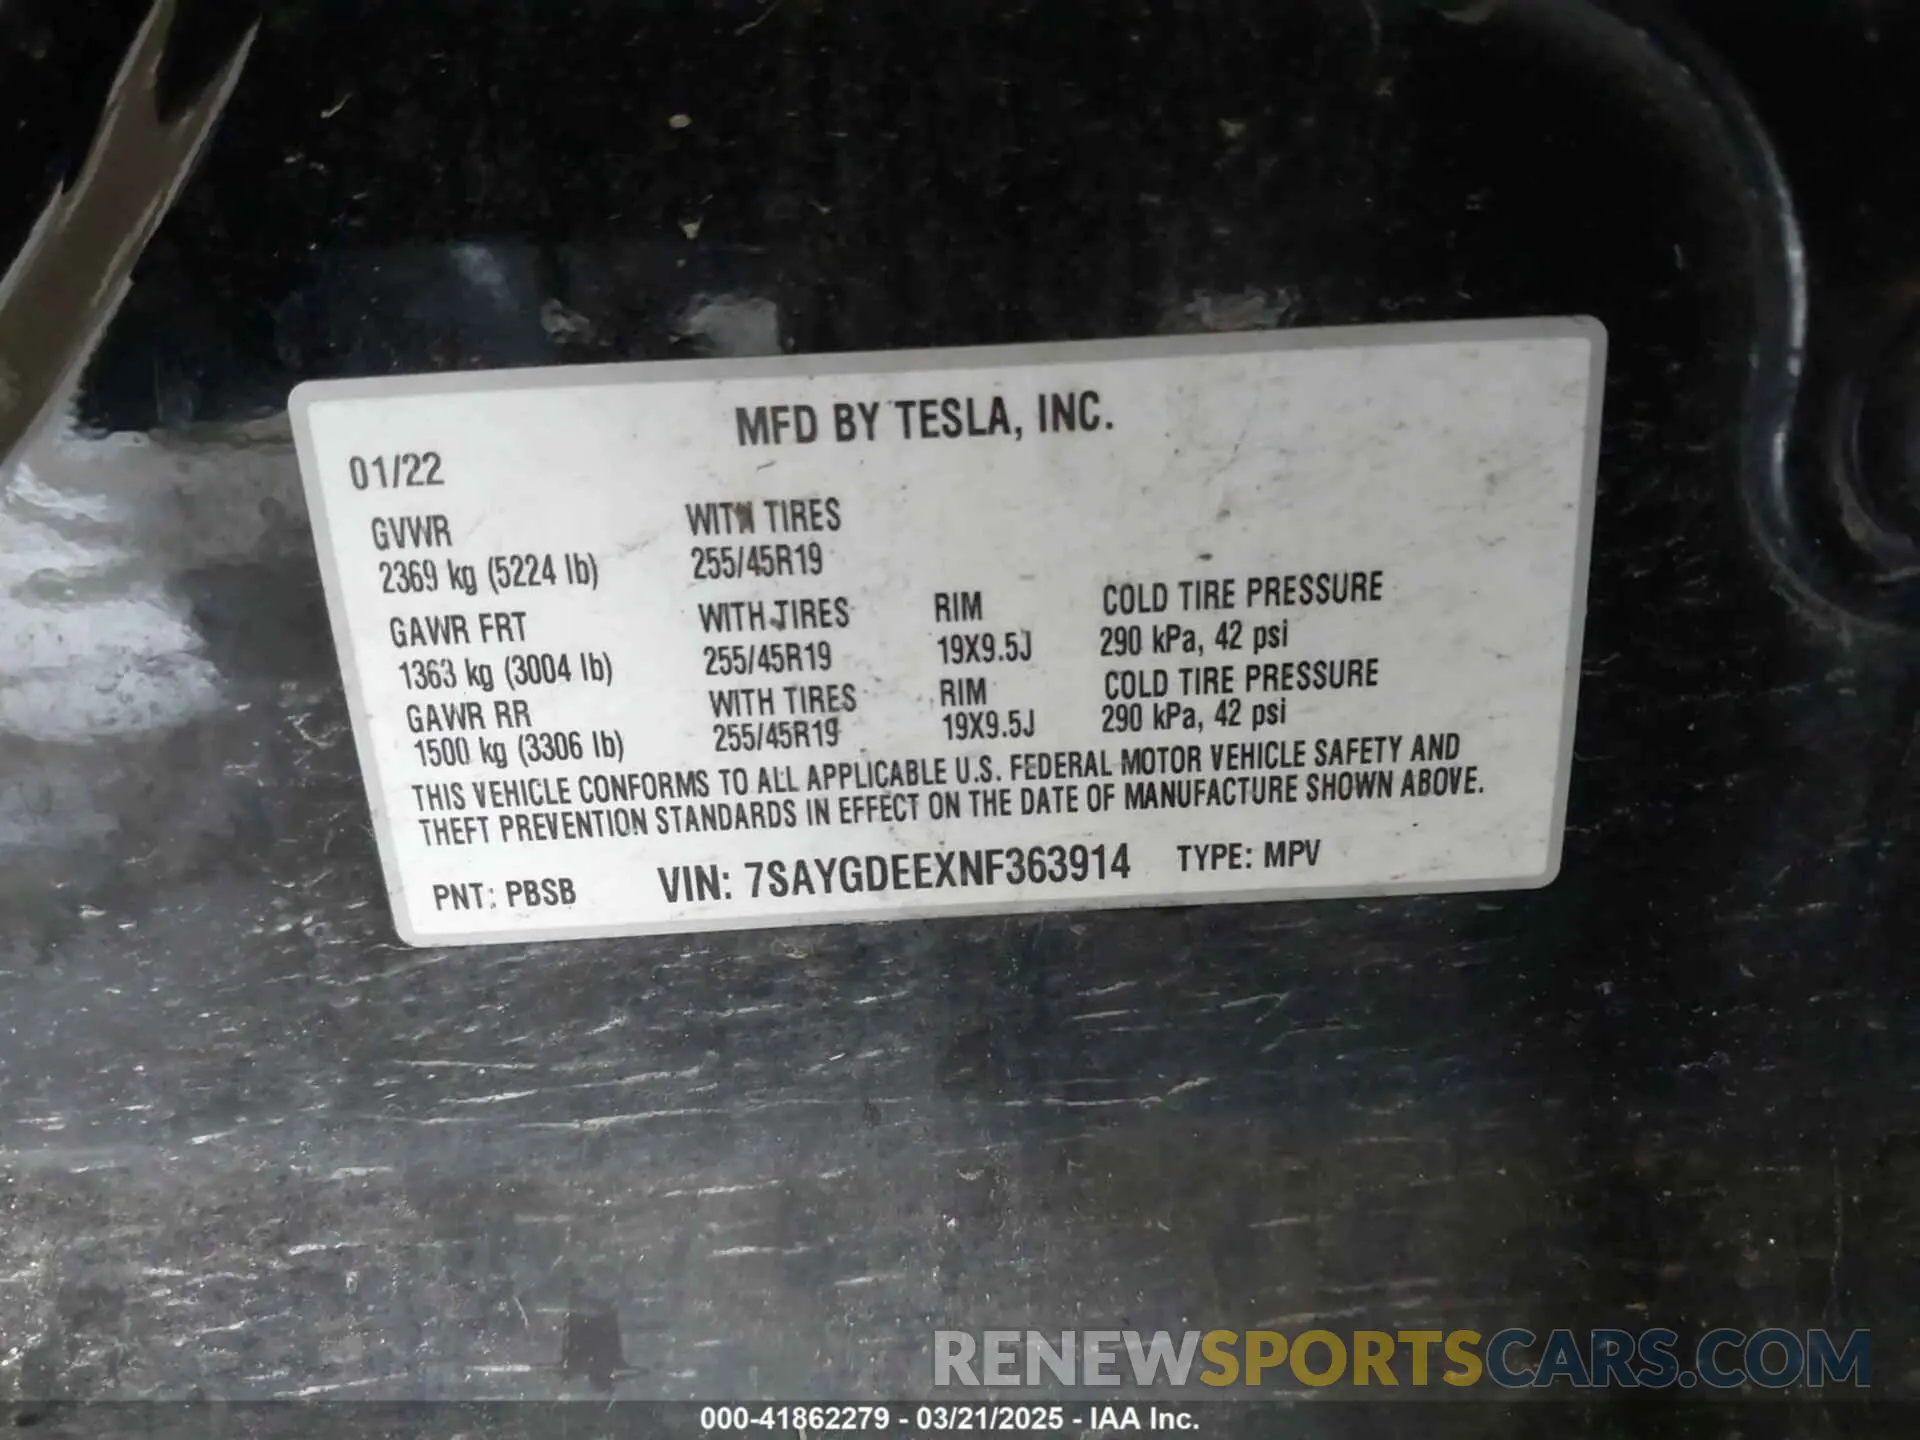 MFD BY TESLA, INC.
01/22
GVWR WITH TIRES
2369 kg (5224 lb) 255/45R19
GAWR FRT WITH TIRES RIM COLD TIRE PRESSURE
1363 kg (3004 lb) 255/45R19 19X9.5J 290 kPa, 42 psi
GAWR RR WITH TIRES RIM COLD TIRE PRESSURE
1500 kg (3306 lb) 255/45R19 19X9.5J 290 kPa, 42 psi
THIS VEHICLE CONFORMS TO ALL APPLICABLE U.S. FEDERAL MOTOR VEHICLE SAFETY AND
THEFT PREVENTION STANDARDS IN EFFECT ON THE DATE OF MANUFACTURE SHOWN ABOVE.
PNT: PBSB VIN: 7SAYGDEEXNF363914 TYPE: MPV
RENEWSPORTSCARS.COM
000-41862279 - 03/21/2025 - IAA Inc.